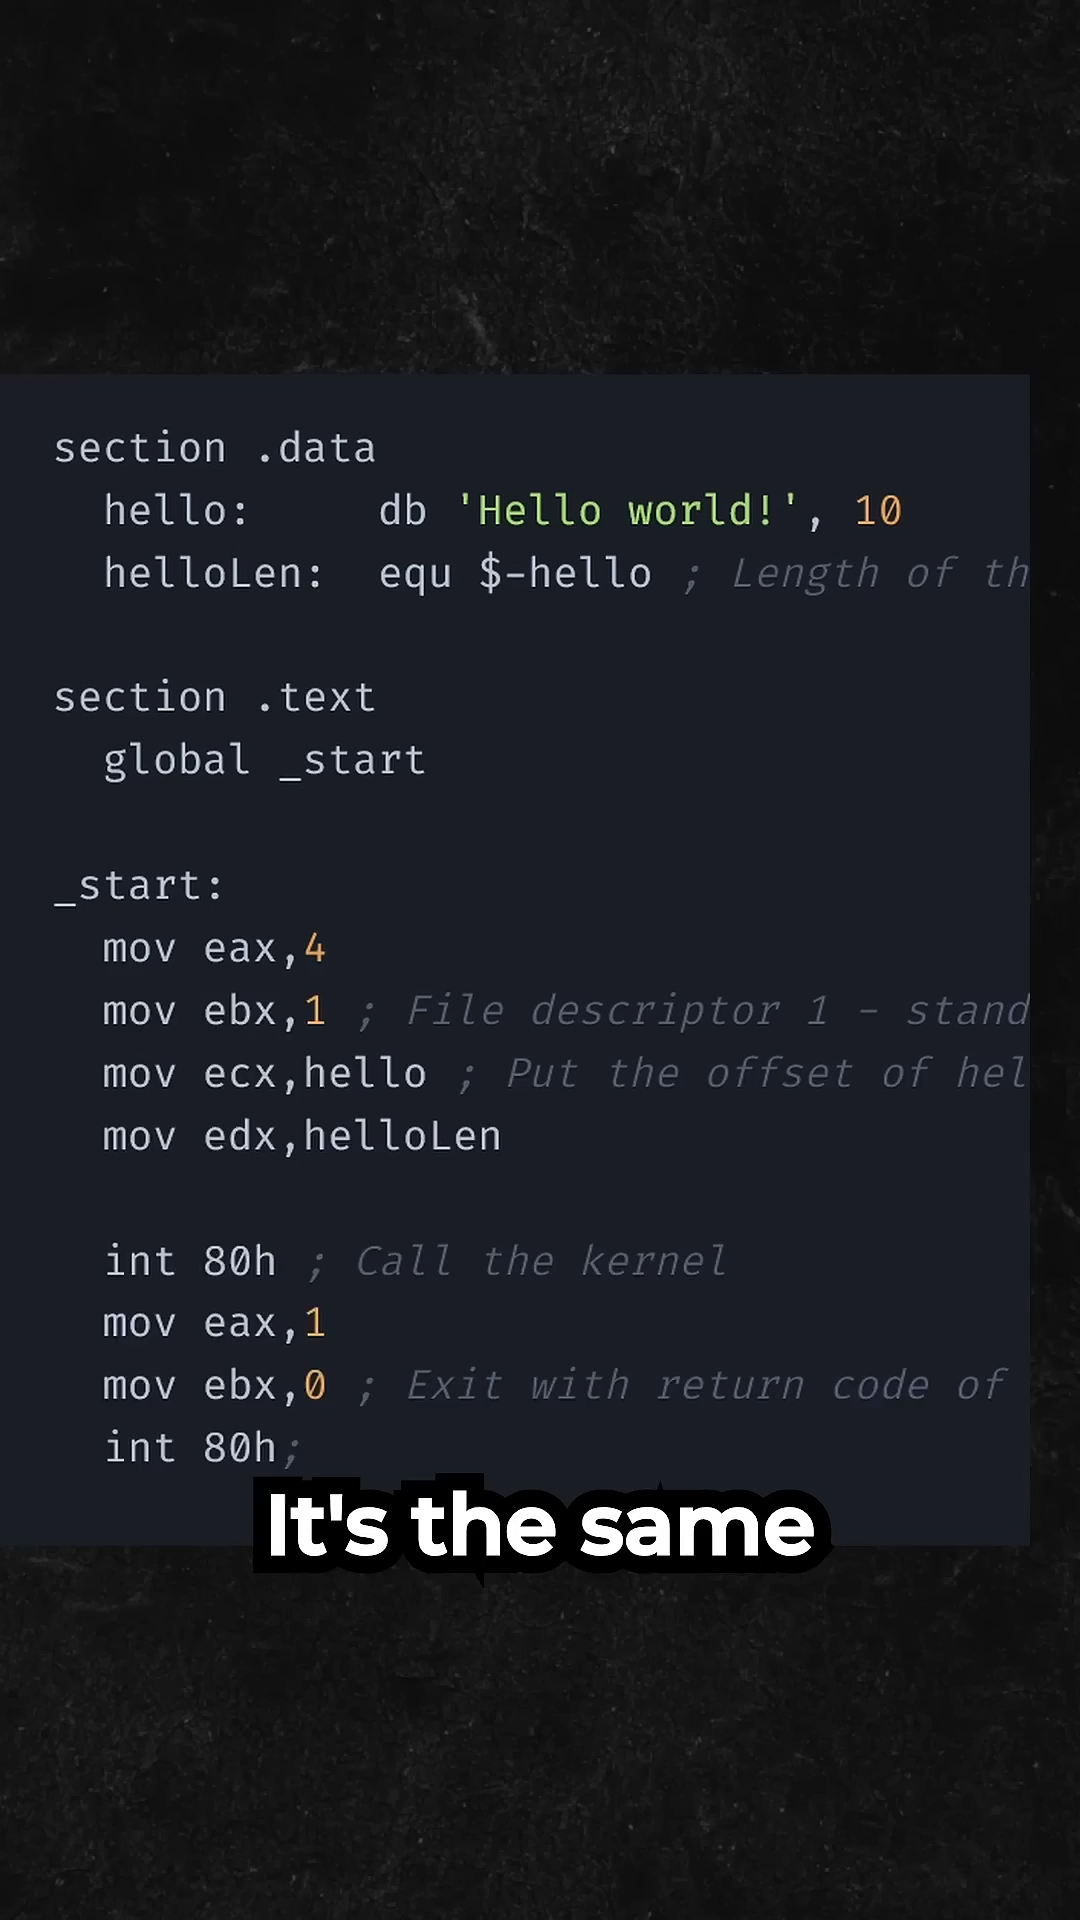 section .data
hello: db 'Hello world!', 10
helloLen: equ $-hello ; Length of th
section .text
global _start
_start:
mov eax,4
mov ebx,1 ; File descriptor 1 - stand
mov ecx,hello ; Put the offset of hel
mov edx,helloLen
int 80h ; Call the kernel
mov eax,1
mov ebx,0 ; Exit with return code of
int 80h;
It's the same